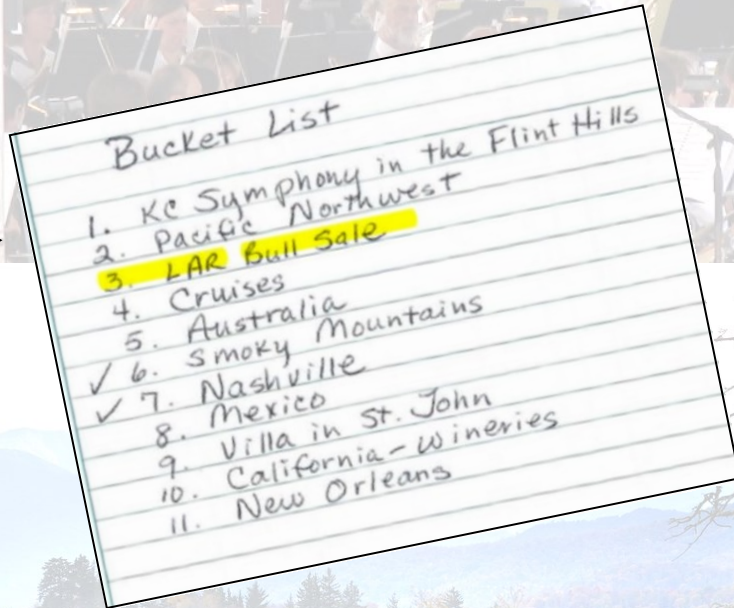 Bucket List
1. KC Symphony in the Flint Hills
2. Pacific Northwest
3. LAR Bull Sale
4. Cruises
5. Australia
✓ 6. Smoky Mountains
✓ 7. Nashville
8. Mexico
9. Villa in St. John
10. California - Wineries
11. New Orleans